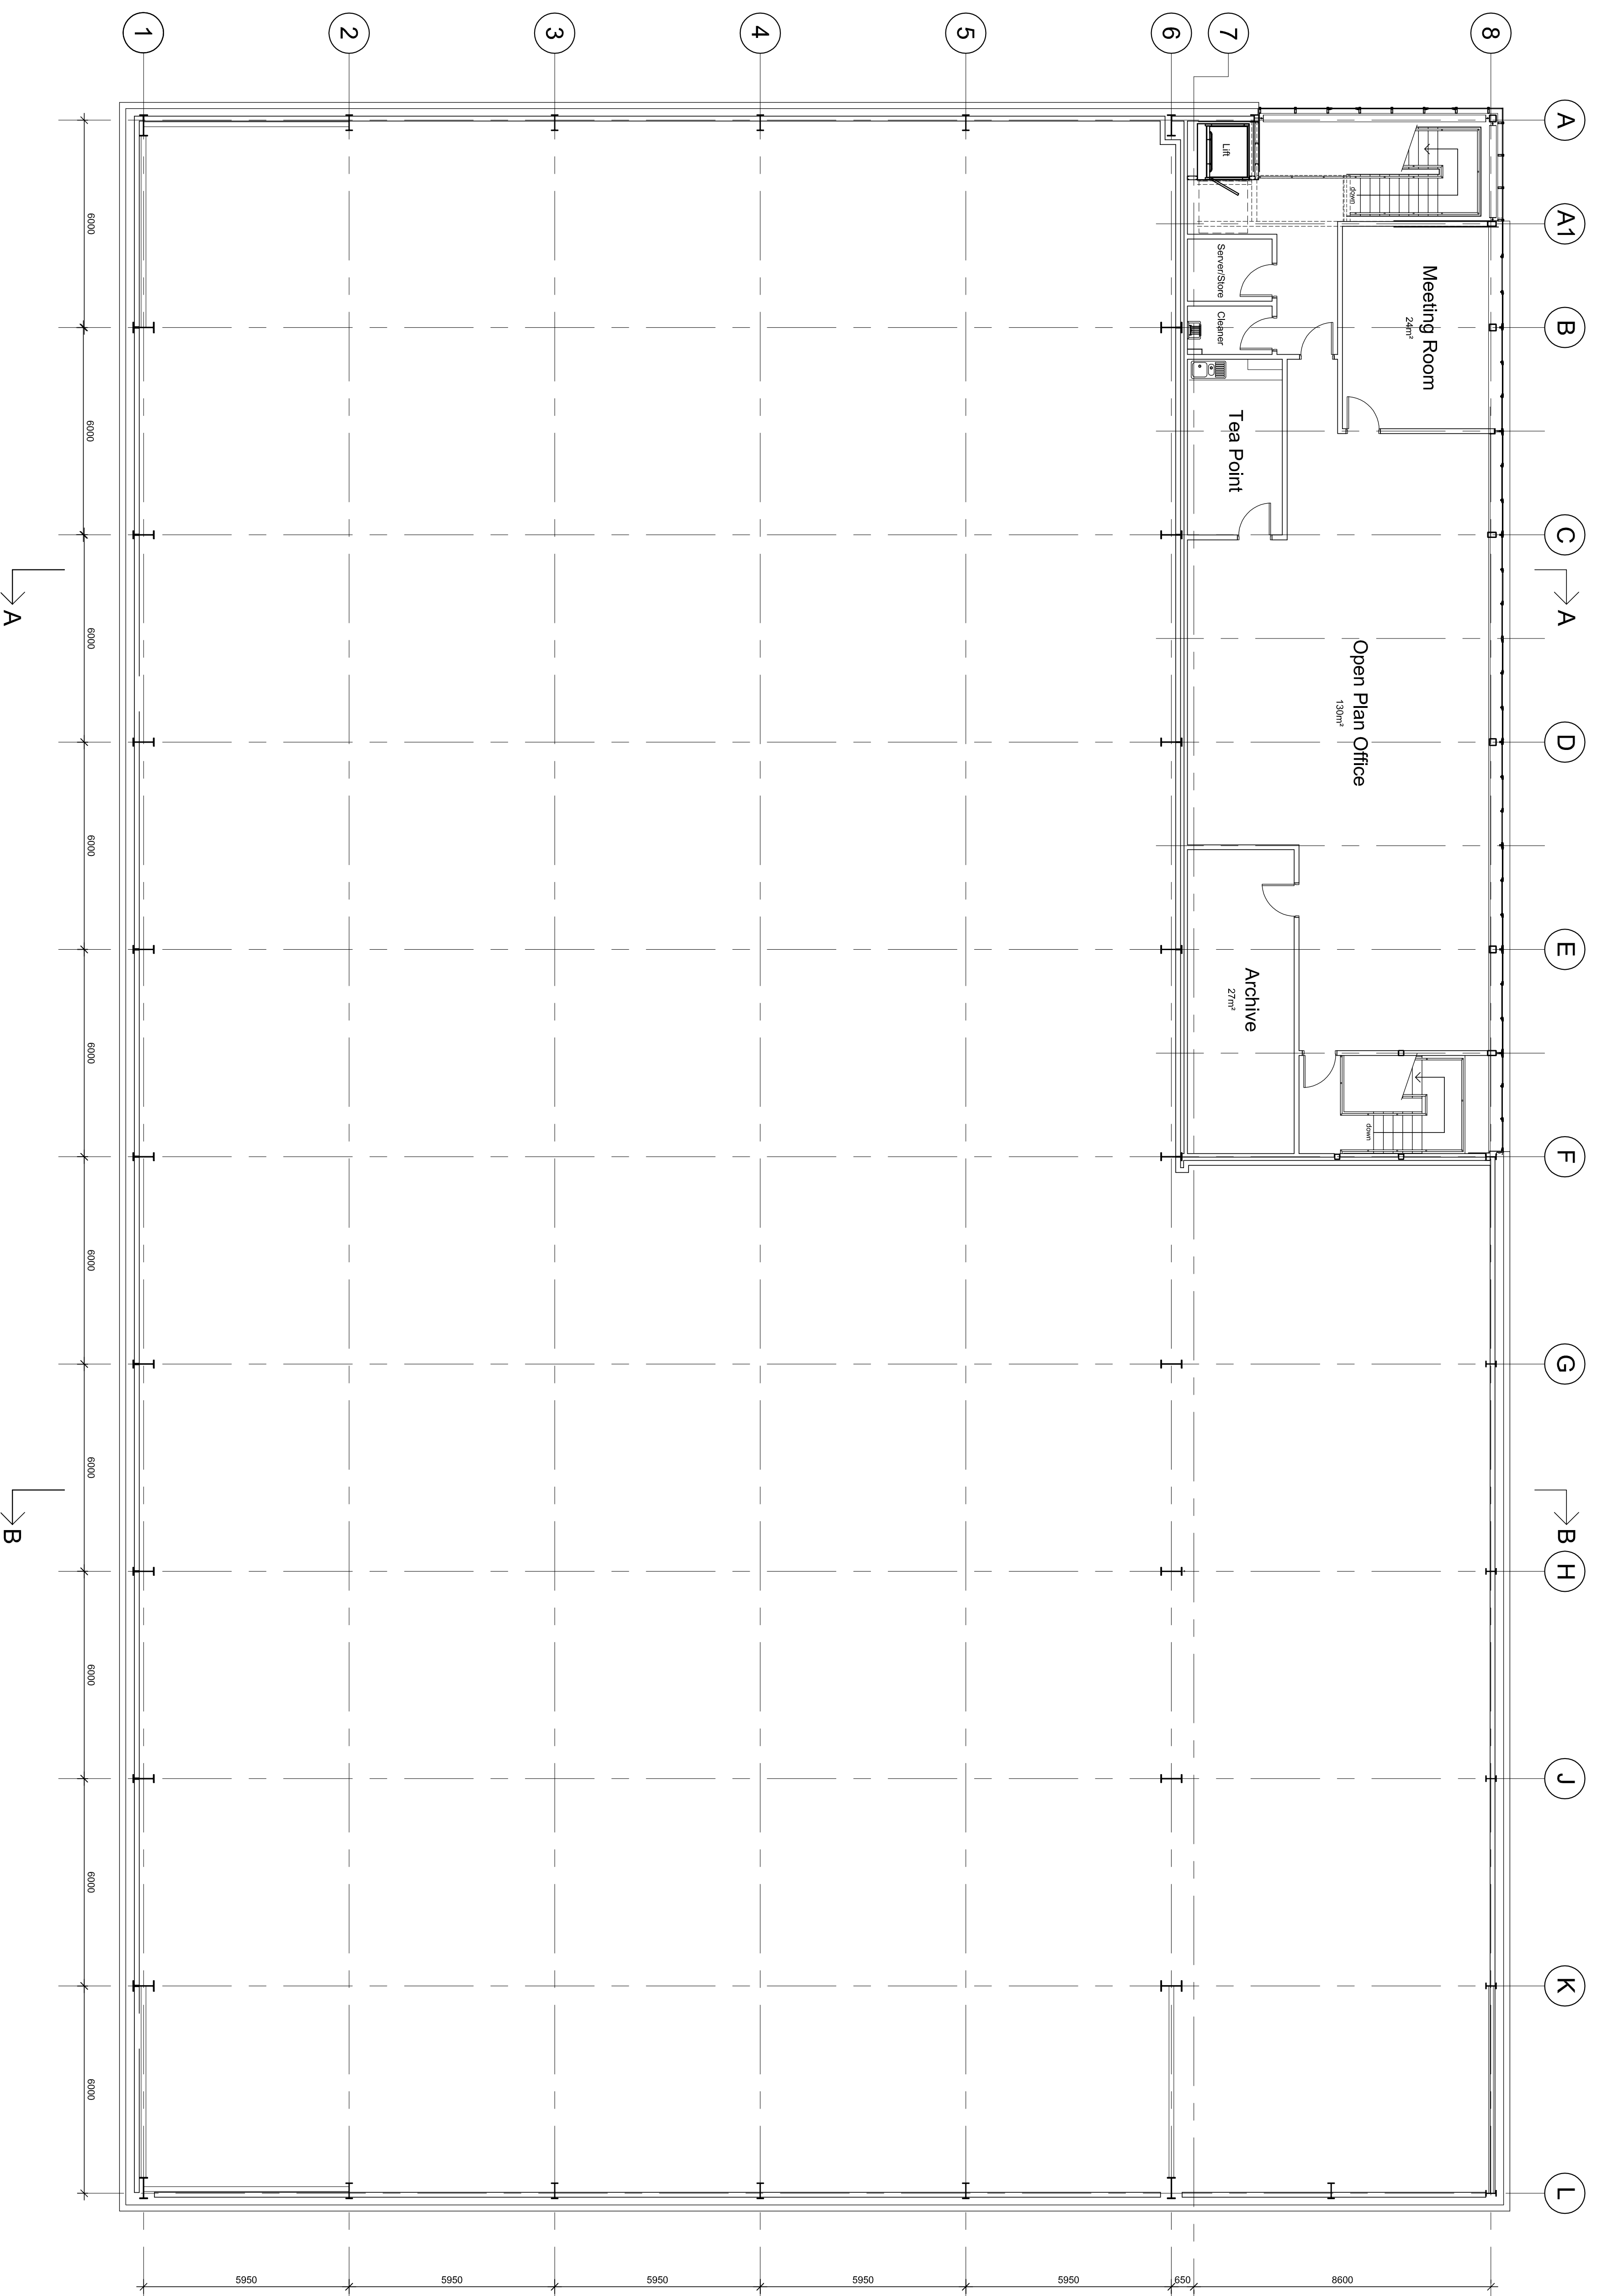 1
2
3
4
5
6
7
8
A
A1
B
C
D
E
F
G
H
J
K
L
Lift
down
Server/Store
Cleaner
Meeting Room
24m²
Tea Point
Open Plan Office
130m²
Archive
27m²
down
A
A
B
B
6000
6000
6000
6000
6000
6000
6000
6000
6000
6000
5950
5950
5950
5950
5950
650
8600